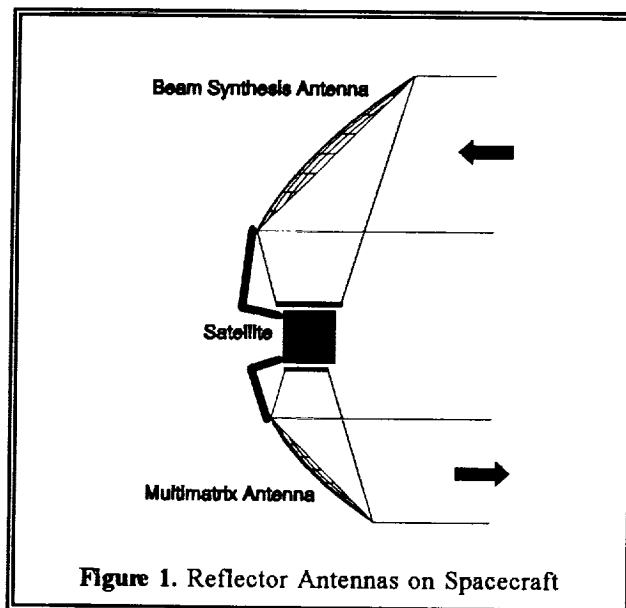 Beam Synthesis Antenna
Satellite
Multimatrix Antenna
Figure 1. Reflector Antennas on Spacecraft